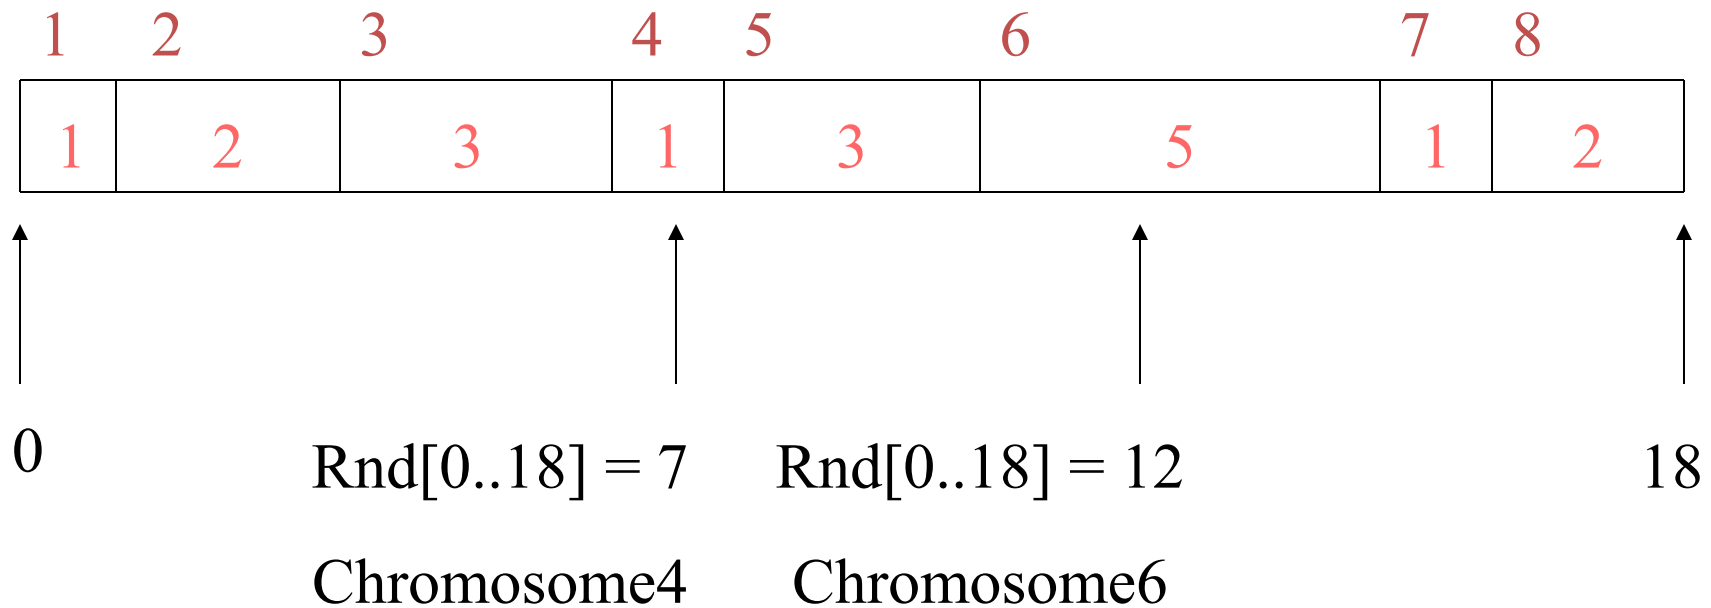 1 2 3 4 5 6 7 8
1 2 3 1 3 5 1 2
0 Rnd[0..18] = 7 Rnd[0..18] = 12 18
Chromosome4 Chromosome6